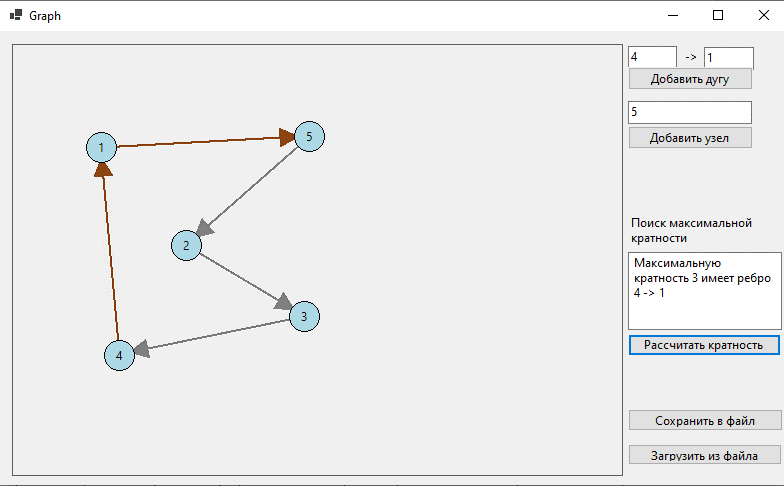 Graph
4 -> 1
Добавить дугу
5
Добавить узел
1
5
2
3
4
Поиск максимальной
кратности
Максимальную
кратность 3 имеет ребро
4 -> 1
Рассчитать кратность
Сохранить в файл
Загрузить из файла